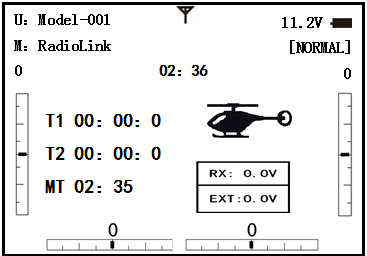 U: Model-001
11.2V
M: RadioLink
[NORMAL]
0
02: 36
0
T1 00: 00: 0
T2 00: 00: 0
MT 02: 35
RX: 0.0V
EXT:0.0V
0
0